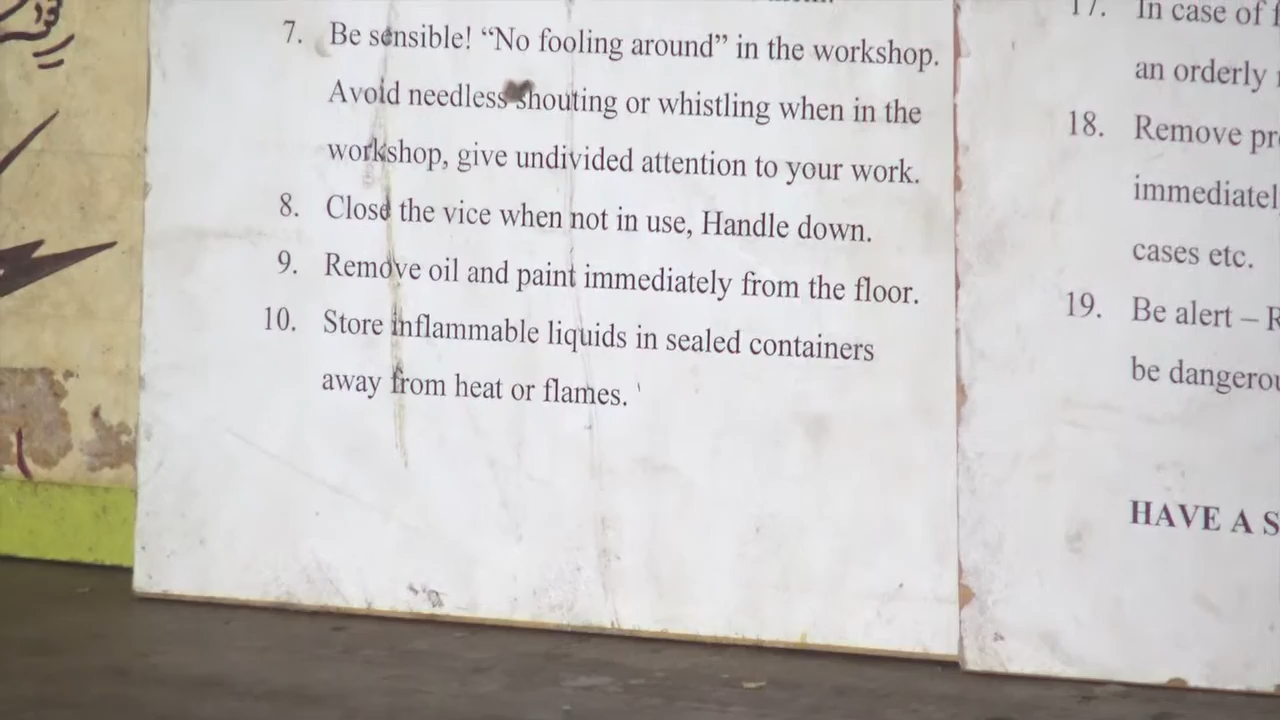 7. Be sensible! “No fooling around” in the workshop.
Avoid needless shouting or whistling when in the
workshop, give undivided attention to your work.
8. Close the vice when not in use, Handle down.
9. Remove oil and paint immediately from the floor.
10. Store inflammable liquids in sealed containers
away from heat or flames.
17. In case of
an orderly
18. Remove
cases etc.
19. Be alert –
be
HAVE A